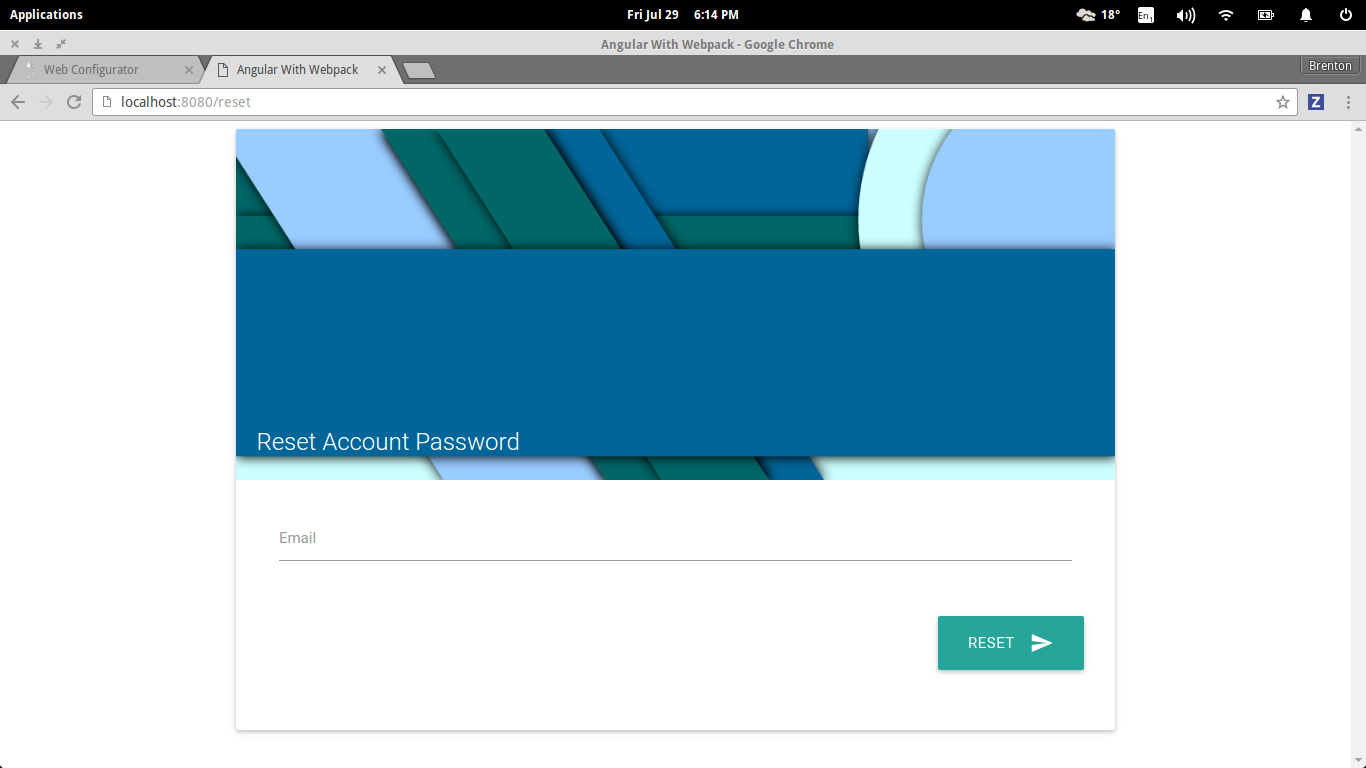 Applications
Fri Jul 29 6:14 PM
18°
En1
Angular With Webpack - Google Chrome
Web Configurator
Angular With Webpack
Brenton
localhost:8080/reset
Z
Reset Account Password
Email
RESET